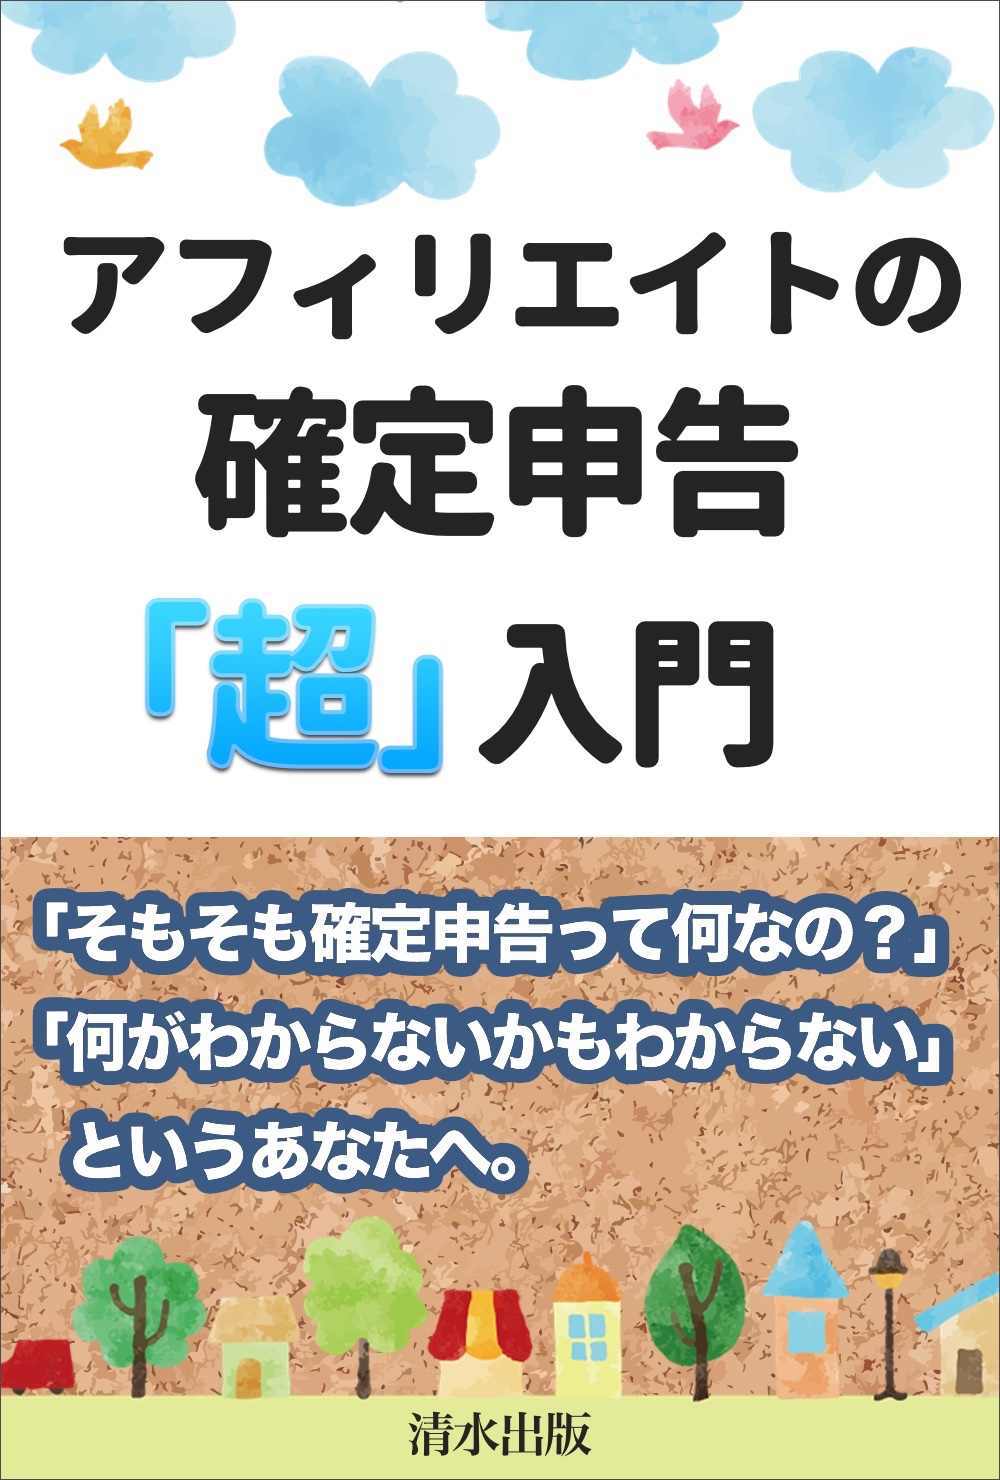 アフィリエイトの
確定申告
「超」入門
「そもそも確定申告って何なの？」
「何がわからないかもわからない」
というあなたへ。
清水出版